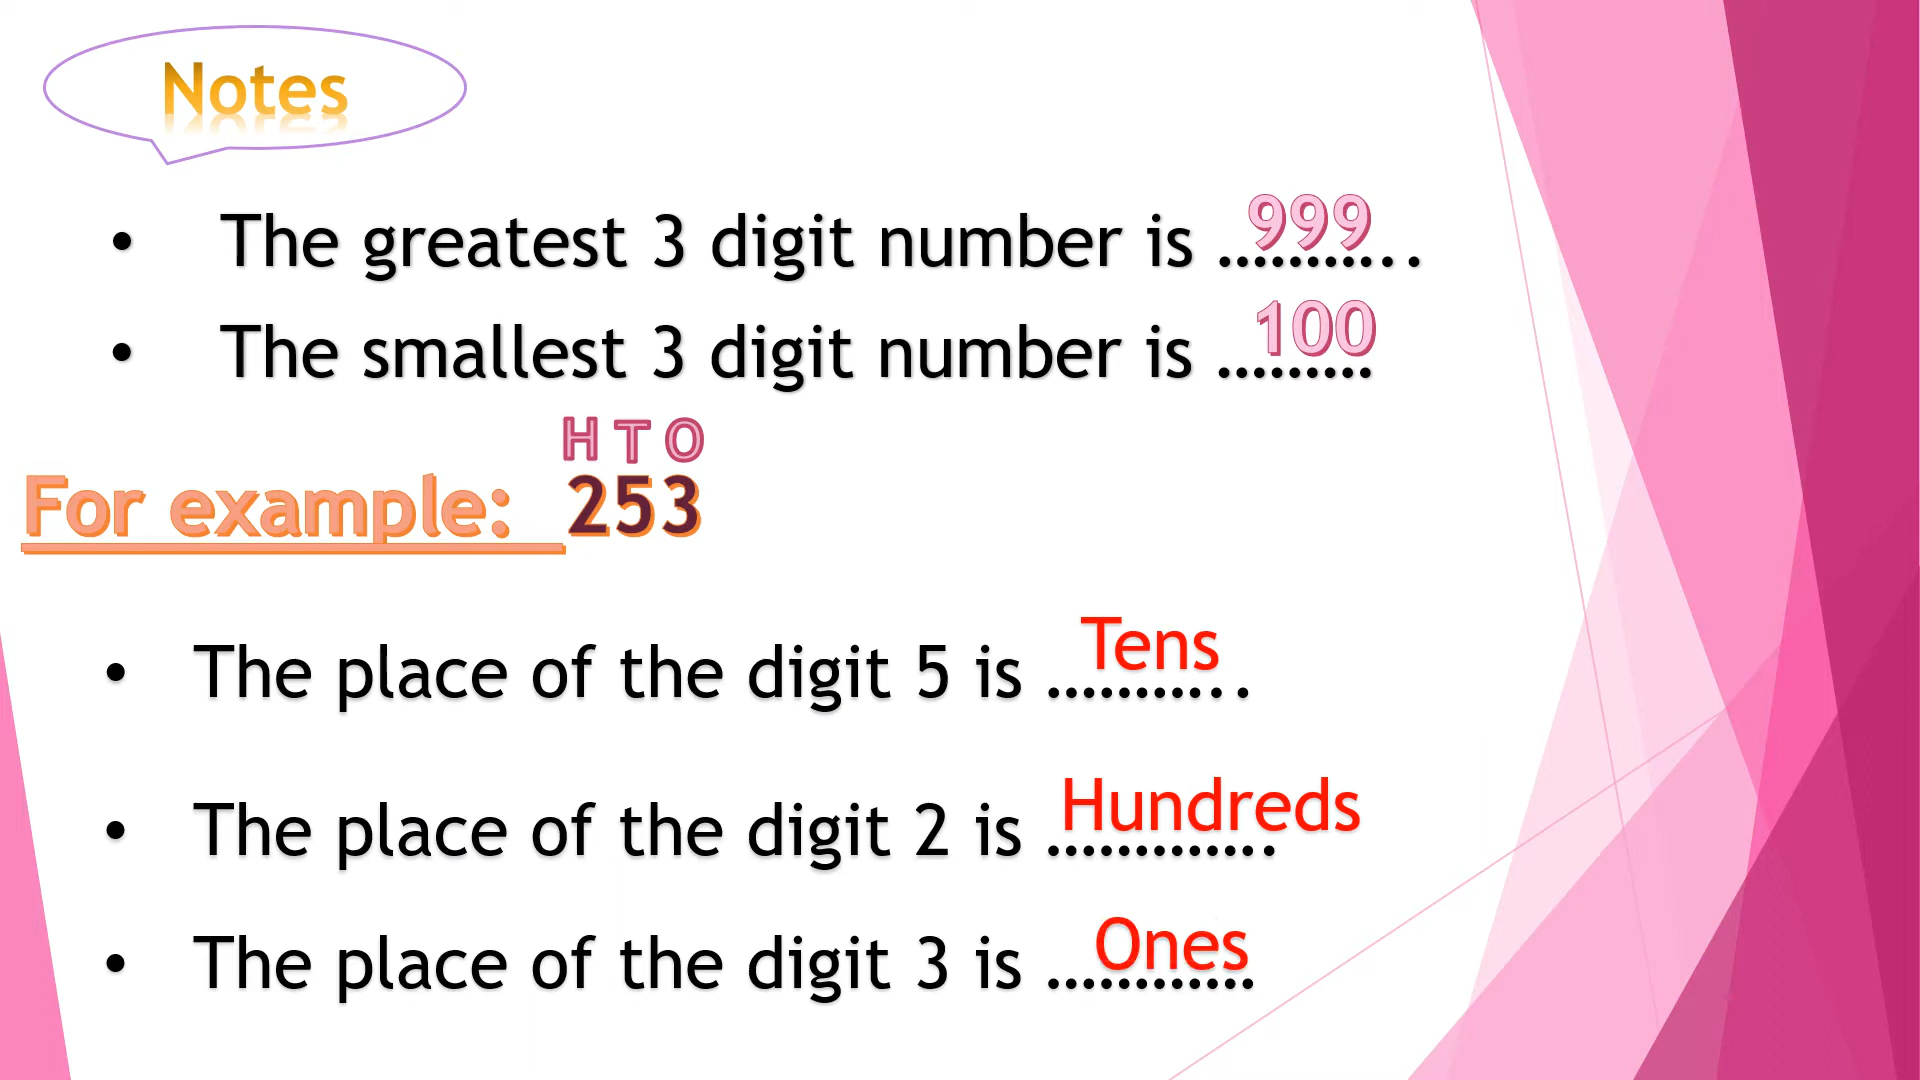 Notes
• The greatest 3 digit number is ……….. 999
• The smallest 3 digit number is ……… 100
H T O
For example: 253
• The place of the digit 5 is ……….. Tens
• The place of the digit 2 is …………. Hundreds
• The place of the digit 3 is ………… Ones